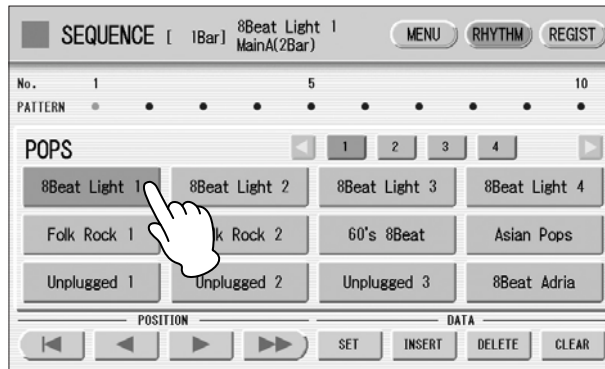 SEQUENCE [ 1Bar] 8Beat Light 1
MainA(2Bar)
MENU RHYTHM REGIST
No. 1 5 10
PATTERN
POPS 1 2 3 4
8Beat Light 1 8Beat Light 2 8Beat Light 3 8Beat Light 4
Folk Rock 1 k Rock 2 60's 8Beat Asian Pops
Unplugged 1 Unplugged 2 Unplugged 3 8Beat Adria
POSITION DATA
SET INSERT DELETE CLEAR